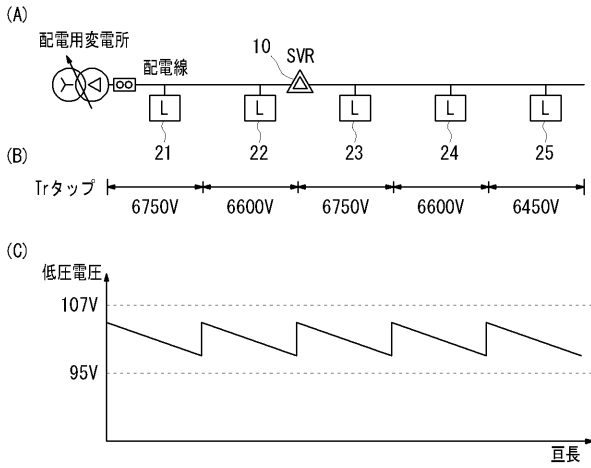 (A)
配電用変電所
配電線
10
SVR
L
L
L
L
L
21
22
23
24
25
(B)
Trタップ
6750V
6600V
6750V
6600V
6450V
(C)
低圧電圧
107V
95V
亘長